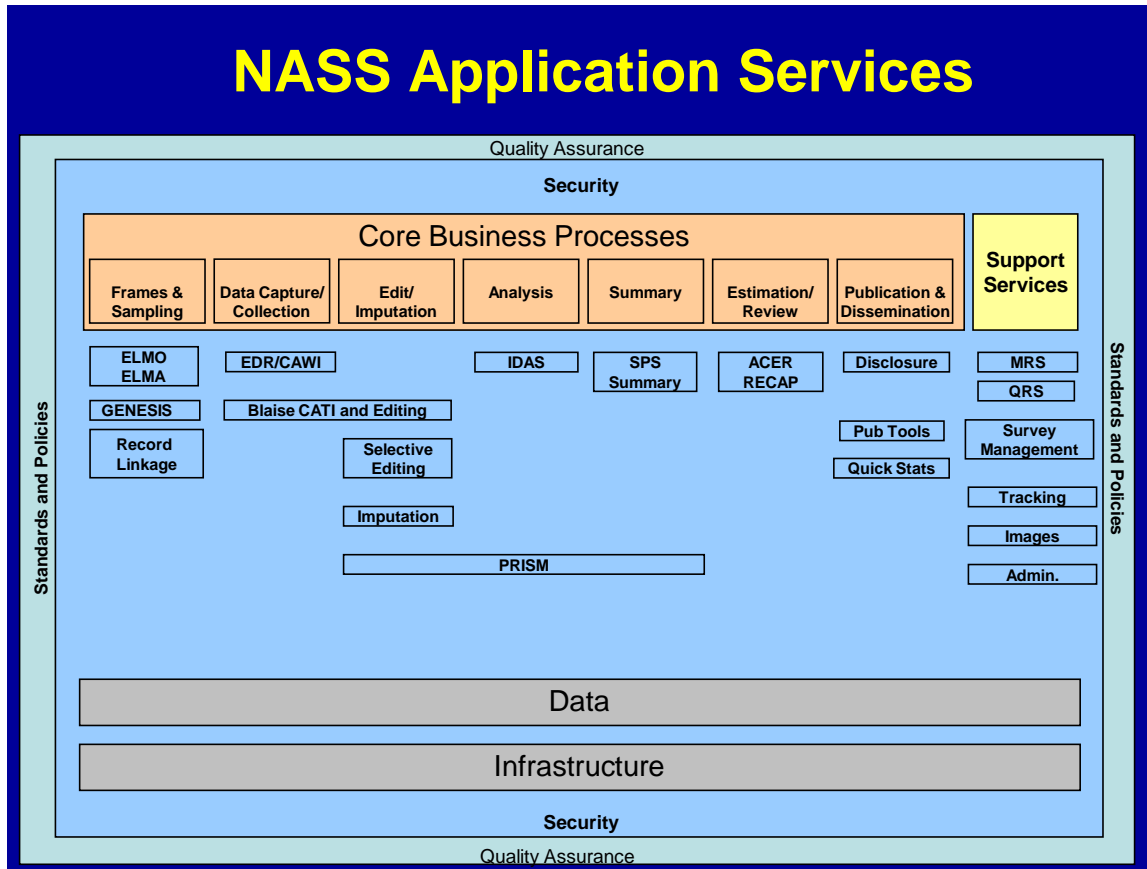 NASS Application Services
Quality Assurance
Security
Core Business Processes
Support
Services
Frames &
Sampling
Data Capture/
Collection
Edit/
Imputation
Analysis
Summary
Estimation/
Review
Publication &
Dissemination
ELMO
ELMA
EDR/CAWI
IDAS
SPS
Summary
ACER
RECAP
Disclosure
MRS
QRS
GENESIS
Blaise CATI and Editing
Record
Linkage
Selective
Editing
Pub Tools
Survey
Management
Quick Stats
Tracking
Imputation
Images
PRISM
Admin.
Standards and Policies
Standards and Policies
Data
Infrastructure
Security
Quality Assurance